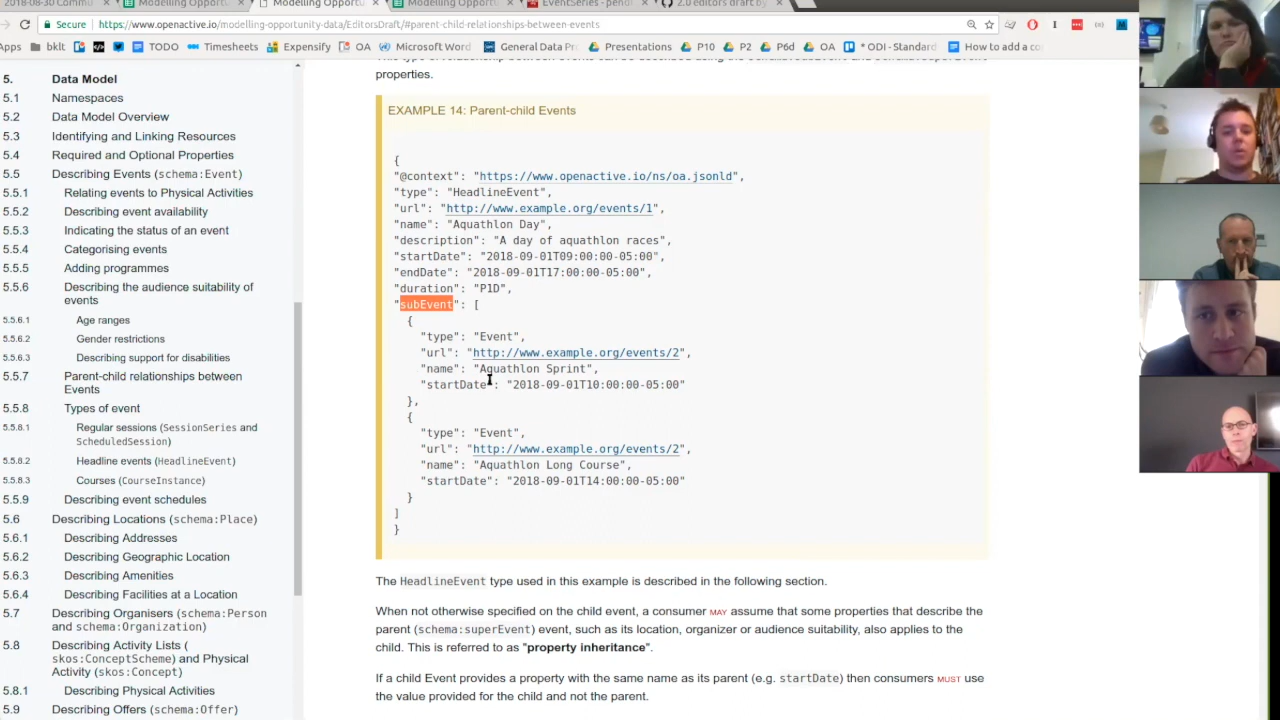 2018-08-30 Commu
Modelling Opportu
Modelling Opportu
Modelling Opportu
EventSeries - pend
2.0 editors draft by
Secure https://www.openactive.io/modelling-opportunity-data/EditorsDraft/#parent-child-relationships-between-events
Apps bklt TODO Timesheets Expensify OA Microsoft Word General Data Pr Presentations P10 P2 P6d OA * ODI - Standard How to add a co
5. Data Model
5.1 Namespaces
5.2 Data Model Overview
5.3 Identifying and Linking Resources
5.4 Required and Optional Properties
5.5 Describing Events (schema:Event)
5.5.1 Relating events to Physical Activities
5.5.2 Describing event availability
5.5.3 Indicating the status of an event
5.5.4 Categorising events
5.5.5 Adding programmes
5.5.6 Describing the audience suitability of
events
5.5.6.1 Age ranges
5.5.6.2 Gender restrictions
5.5.6.3 Describing support for disabilities
5.5.7 Parent-child relationships between
Events
5.5.8 Types of event
5.5.8.1 Regular sessions (SessionSeries and
ScheduledSession)
5.5.8.2 Headline events (HeadlineEvent)
5.5.8.3 Courses (CourseInstance)
5.5.9 Describing event schedules
5.6 Describing Locations (schema:Place)
5.6.1 Describing Addresses
5.6.2 Describing Geographic Location
5.6.3 Describing Amenities
5.6.4 Describing Facilities at a Location
5.7 Describing Organisers (schema:Person
and schema:Organization)
5.8 Describing Activity Lists (
skos:ConceptScheme) and Physical
Activity (skos:Concept)
5.8.1 Describing Physical Activities
5.9 Describing Offers (schema:Offer)
properties.
EXAMPLE 14: Parent-child Events
{
"@context": "https://www.openactive.io/ns/oa.jsonld",
"type": "HeadlineEvent",
"url": "http://www.example.org/events/1",
"name": "Aquathlon Day",
"description": "A day of aquathlon races",
"startDate": "2018-09-01T09:00:00-05:00",
"endDate": "2018-09-01T17:00:00-05:00",
"duration": "P1D",
"subEvent": [
{
"type": "Event",
"url": "http://www.example.org/events/2",
"name": "Aquathlon Sprint",
"startDate": "2018-09-01T10:00:00-05:00"
},
{
"type": "Event",
"url": "http://www.example.org/events/2",
"name": "Aquathlon Long Course",
"startDate": "2018-09-01T14:00:00-05:00"
}
]
}
The HeadlineEvent type used in this example is described in the following section.
When not otherwise specified on the child event, a consumer MAY assume that some properties that describe the
parent (schema:superEvent) event, such as its location, organizer or audience suitability, also applies to the
child. This is referred to as "property inheritance".
If a child Event provides a property with the same name as its parent (e.g. startDate) then consumers MUST use
the value provided for the child and not the parent.